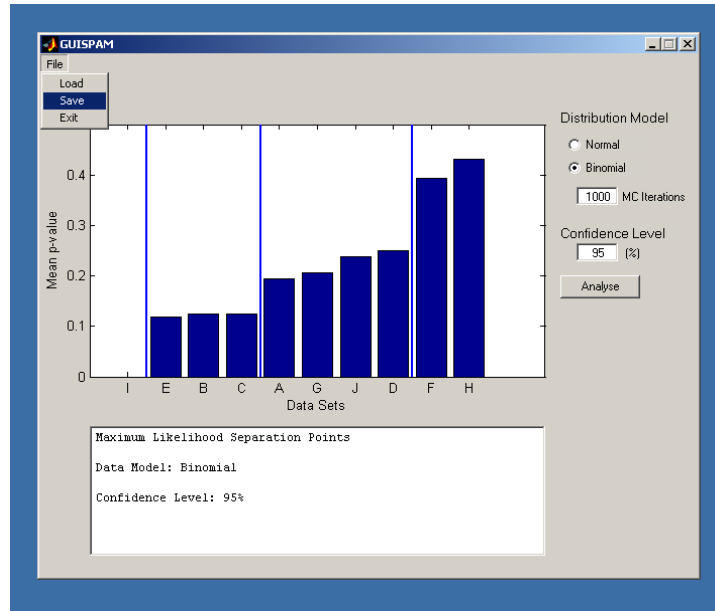 GUISPAM
File
Load
Save
Exit
0.4
0.3
0.2
0.1
0
Mean p-value
I E B C A G J D F H
Data Sets
Distribution Model
Normal
Binomial
1000 MC Iterations
Confidence Level
95 (%)
Analyse
Maximum Likelihood Separation Points
Data Model: Binomial
Confidence Level: 95%